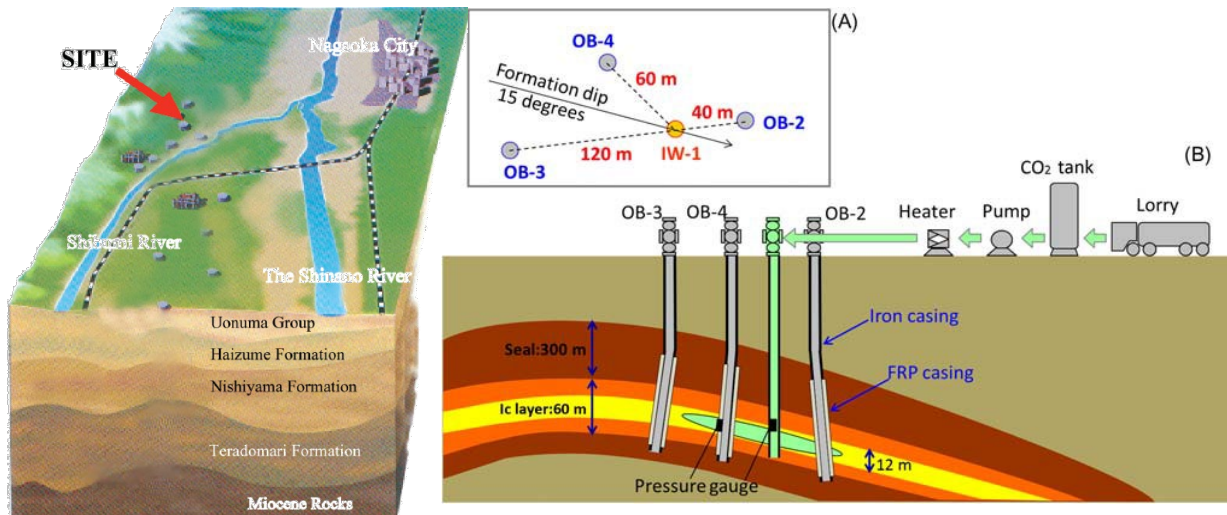 SITE
Nagaoka City
Shibumi River
The Shinano River
Uonuma Group
Haizume Formation
Nishiyama Formation
Teradomari Formation
Miocene Rocks
(A)
OB-4
60 m
Formation dip
15 degrees
40 m
OB-2
IW-1
120 m
OB-3
(B)
CO2 tank
OB-3
OB-4
OB-2
Heater
Pump
Lorry
Iron casing
Seal:300 m
FRP casing
Ic layer:60 m
12 m
Pressure gauge